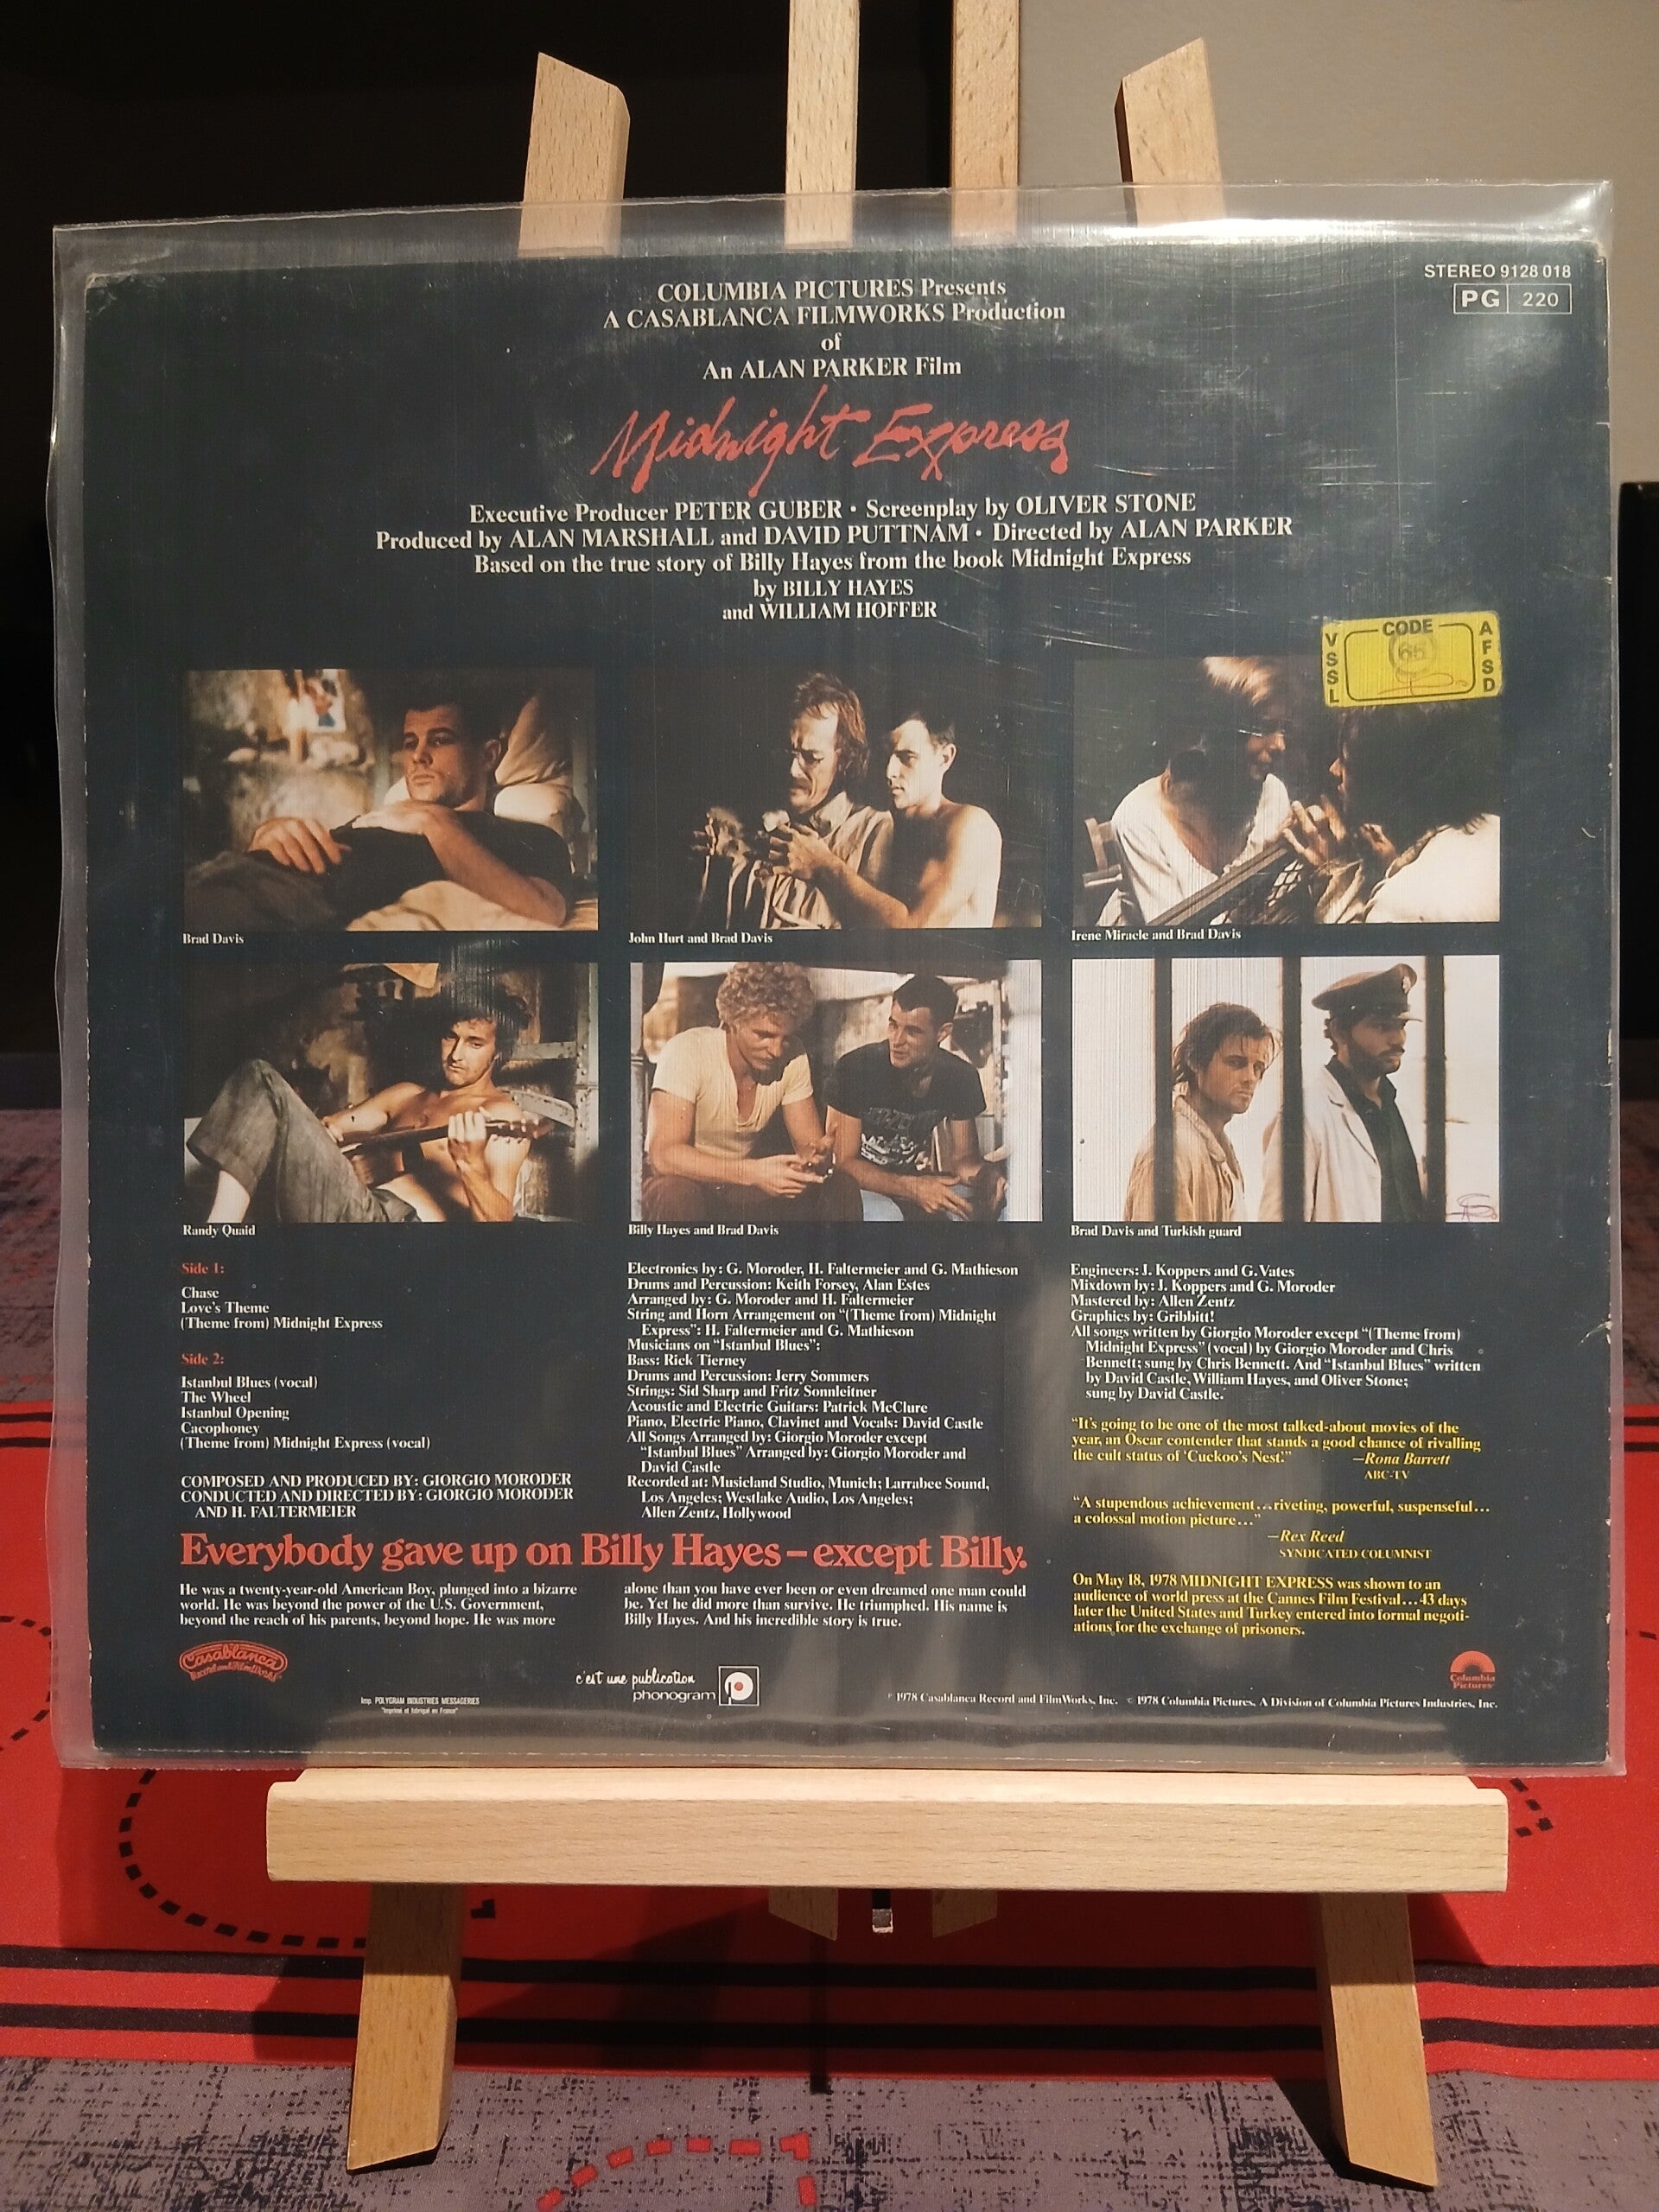 STEREO 9128 018
PG 220
COLUMBIA PICTURES Presents
A CASABLANCA FILMWORKS Production
of
An ALAN PARKER Film
Midnight Express
Executive Producer PETER GUBER • Screenplay by OLIVER STONE
Produced by ALAN MARSHALL and DAVID PUTTNAM • Directed by ALAN PARKER
Based on the true story of Billy Hayes from the book Midnight Express
by BILLY HAYES
and WILLIAM HOFFER
VSSL
CODE
66
AFSD
Brad Davis
John Hurt and Brad Davis
Irene Miracle and Brad Davis
Randy Quaid
Billy Hayes and Brad Davis
Brad Davis and Turkish guard
Side 1:
Chase
Love's Theme
(Theme from) Midnight Express
Side 2:
Istanbul Blues (vocal)
The Wheel
Istanbul Opening
Cacophoney
(Theme from) Midnight Express (vocal)
COMPOSED AND PRODUCED BY: GIORGIO MORODER
CONDUCTED AND DIRECTED BY: GIORGIO MORODER
AND H. FALTERMEIER
Electronics by: G. Moroder, H. Faltermeier and G. Mathieson
Drums and Percussion: Keith Forsey, Alan Estes
Arranged by: G. Moroder and H. Faltermeier
String and Horn Arrangement on "(Theme from) Midnight
Express": H. Faltermeier and G. Mathieson
Musicians on "Istanbul Blues":
Bass: Rick Tierney
Drums and Percussion: Jerry Sommers
Strings: Sid Sharp and Fritz Sonnleitner
Acoustic and Electric Guitars: Patrick McClure
Piano, Electric Piano, Clavinet and Vocals: David Castle
All Songs Arranged by: Giorgio Moroder except
"Istanbul Blues" Arranged by: Giorgio Moroder and
David Castle
Recorded at: Musicland Studio, Munich; Larrabee Sound,
Los Angeles; Westlake Audio, Los Angeles;
Allen Zentz, Hollywood
Engineers: J. Koppers and G. Vates
Mixdown by: J. Koppers and G. Moroder
Mastered by: Allen Zentz
Graphics by: Gribbitt!
All songs written by Giorgio Moroder except "(Theme from)
Midnight Express" (vocal) by Giorgio Moroder and Chris
Bennett; sung by Chris Bennett. And "Istanbul Blues" written
by David Castle, William Hayes, and Oliver Stone;
sung by David Castle.
"It's going to be one of the most talked-about movies of the
year, an Oscar contender that stands a good chance of rivalling
the cult status of 'Cuckoo's Nest.'"
—Rona Barrett
ABC-TV
"A stupendous achievement...riveting, powerful, suspenseful...
a colossal motion picture..."
—Rex Reed
SYNDICATED COLUMNIST
On May 18, 1978 MIDNIGHT EXPRESS was shown to an
audience of world press at the Cannes Film Festival...43 days
later the United States and Turkey entered into formal negoti-
ations for the exchange of prisoners.
Everybody gave up on Billy Hayes – except Billy.
He was a twenty-year-old American Boy, plunged into a bizarre
world. He was beyond the power of the U.S. Government,
beyond the reach of his parents, beyond hope. He was more
alone than you have ever been or even dreamed one man could
be. Yet he did more than survive. He triumphed. His name is
Billy Hayes. And his incredible story is true.
Casablanca
Record and FilmWorks
Imp. POLYGRAM INDUSTRIES MESSAGERIES
"Imprimé et fabriqué en France"
c'est une publication
phonogram
℗ 1978 Casablanca Record and FilmWorks, Inc. © 1978 Columbia Pictures, A Division of Columbia Pictures Industries, Inc.
Columbia
Pictures